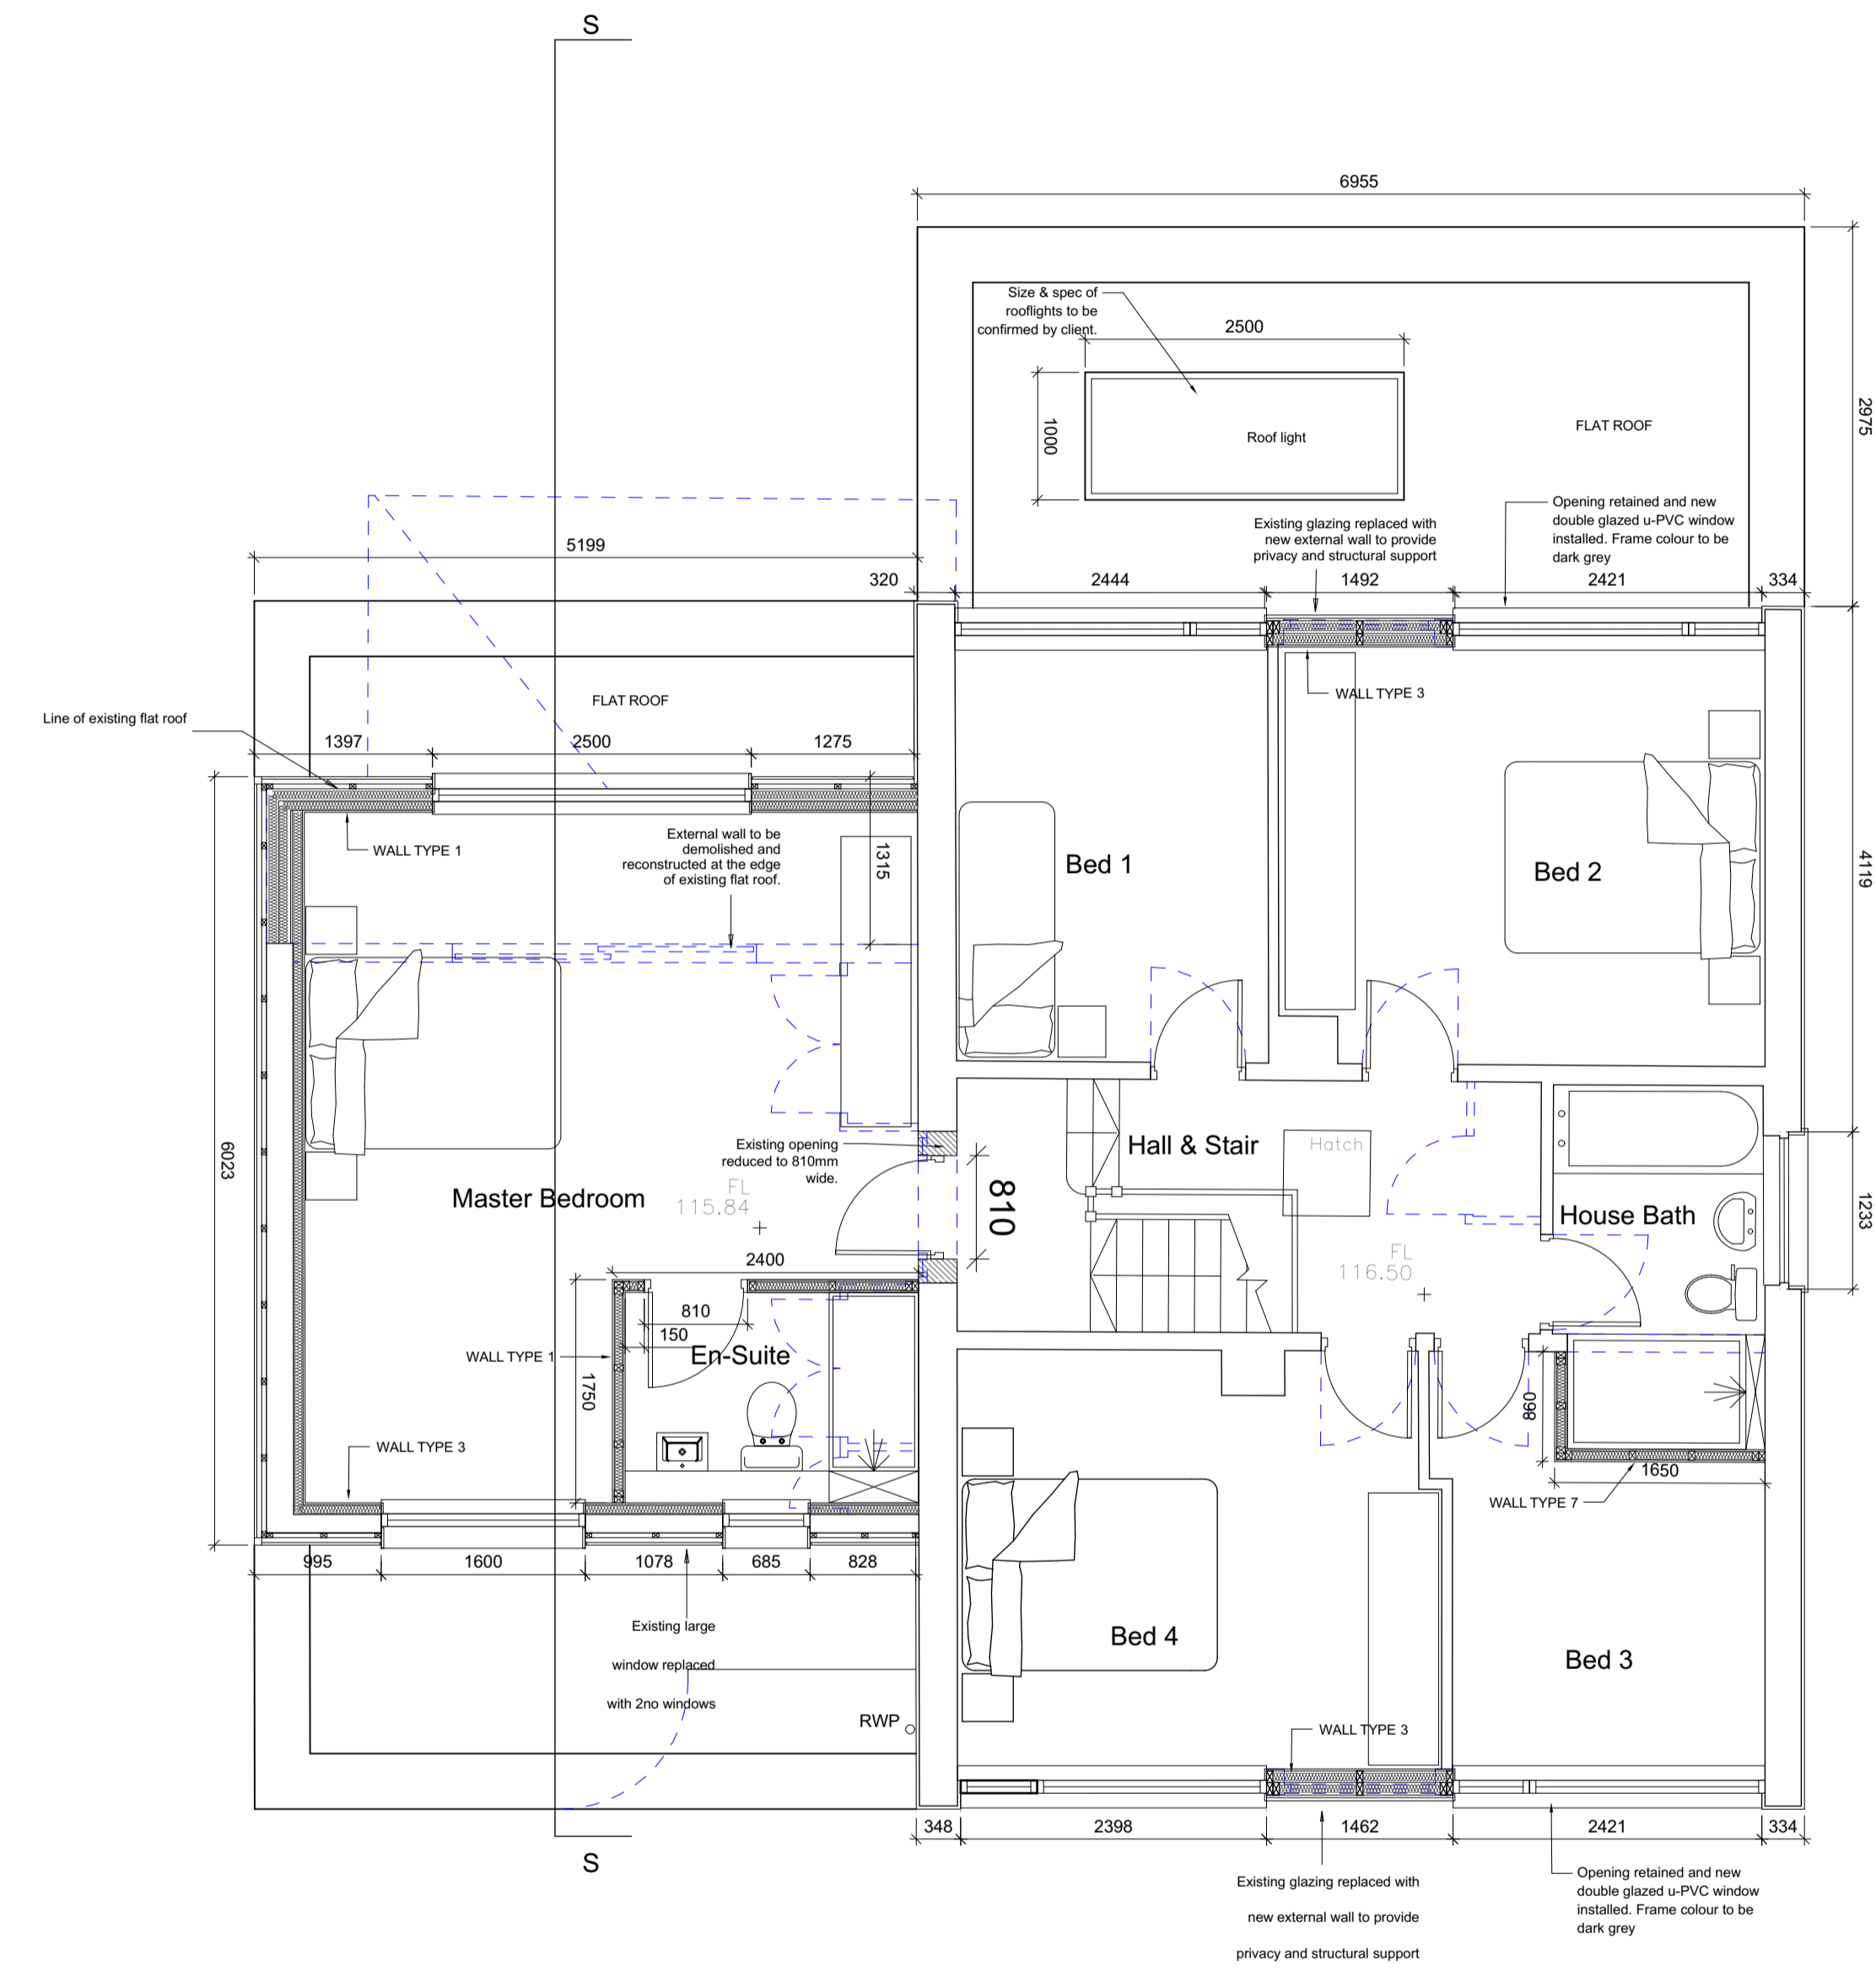 S
6955
Size & spec of
rooflights to be
confirmed by client.
2500
1000
Roof light
FLAT ROOF
2975
Opening retained and new
double glazed u-PVC window
installed. Frame colour to be
dark grey
Existing glazing replaced with
new external wall to provide
privacy and structural support
5199
320
2444
1492
2421
334
FLAT ROOF
Line of existing flat roof
1397
2500
1275
WALL TYPE 3
WALL TYPE 1
External wall to be
demolished and
reconstructed at the edge
of existing flat roof.
1315
Bed 1
Bed 2
4119
6023
Existing opening
reduced to 810mm
wide.
Master Bedroom
FL
115.84
810
Hall & Stair
Hatch
House Bath
1233
FL
116.50
2400
810
150
En-Suite
WALL TYPE 1
1750
860
1650
WALL TYPE 7
WALL TYPE 3
995
1600
1078
685
828
Existing large
window replaced
with 2no windows
RWP
Bed 4
Bed 3
WALL TYPE 3
348
2398
1462
2421
334
S
Existing glazing replaced with
new external wall to provide
privacy and structural support
Opening retained and new
double glazed u-PVC window
installed. Frame colour to be
dark grey